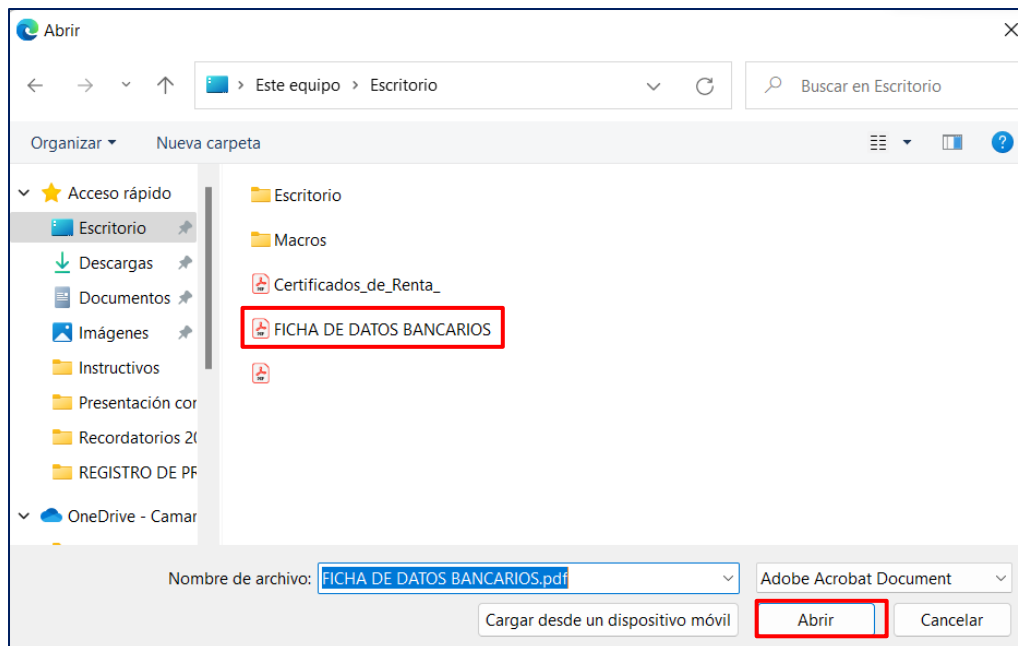 Abrir
Este equipo > Escritorio
Buscar en Escritorio
Organizar
Nueva carpeta
Acceso rápido
Escritorio
Descargas
Documentos
Imágenes
Instructivos
Presentación cor
Recordatorios 20
REGISTRO DE PR
OneDrive - Camar
Escritorio
Macros
Certificados_de_Renta_
FICHA DE DATOS BANCARIOS
Nombre de archivo: FICHA DE DATOS BANCARIOS.pdf
Adobe Acrobat Document
Cargar desde un dispositivo móvil
Abrir
Cancelar